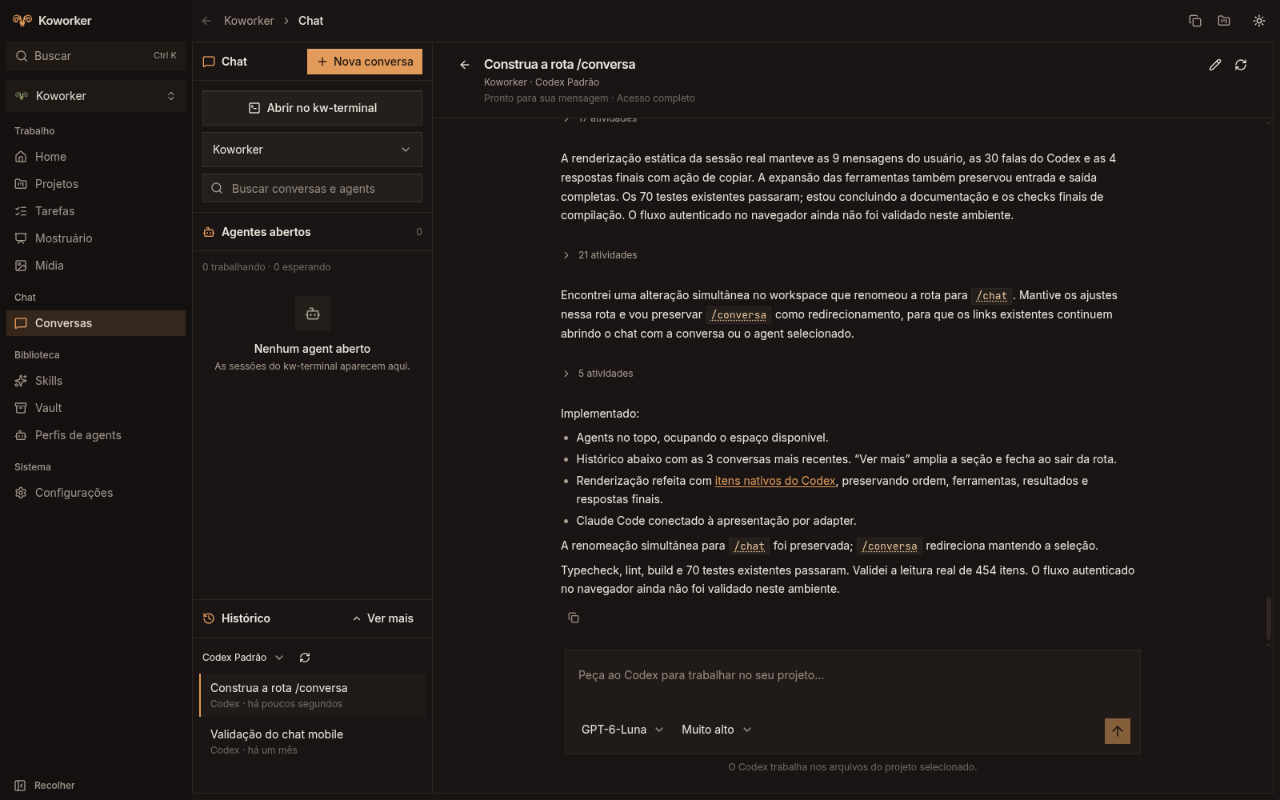 Koworker
Buscar
Ctrl K
Koworker
Trabalho
Home
Projetos
Tarefas
Mostruário
Mídia
Chat
Conversas
Biblioteca
Skills
Vault
Perfis de agents
Sistema
Configurações
Recolher
Koworker
Chat
Chat
Nova conversa
Abrir no kw-terminal
Koworker
Buscar conversas e agents
Agentes abertos
0
0 trabalhando · 0 esperando
Nenhum agent aberto
As sessões do kw-terminal aparecem aqui.
Histórico
Ver mais
Codex Padrão
Construa a rota /conversa
Codex · há poucos segundos
Validação do chat mobile
Codex · há um mês
Construa a rota /conversa
Koworker · Codex Padrão
Pronto para sua mensagem · Acesso completo
17 atividades
A renderização estática da sessão real manteve as 9 mensagens do usuário, as 30 falas do Codex e as 4
respostas finais com ação de copiar. A expansão das ferramentas também preservou entrada e saída
completas. Os 70 testes existentes passaram; estou concluindo a documentação e os checks finais de
compilação. O fluxo autenticado no navegador ainda não foi validado neste ambiente.
21 atividades
Encontrei uma alteração simultânea no workspace que renomeou a rota para /chat. Mantive os ajustes
nessa rota e vou preservar /conversa como redirecionamento, para que os links existentes continuem
abrindo o chat com a conversa ou o agent selecionado.
5 atividades
Implementado:
• Agents no topo, ocupando o espaço disponível.
• Histórico abaixo com as 3 conversas mais recentes. “Ver mais” amplia a seção e fecha ao sair da rota.
• Renderização refeita com itens nativos do Codex, preservando ordem, ferramentas, resultados e
respostas finais.
• Claude Code conectado à apresentação por adapter.
A renomeação simultânea para /chat foi preservada; /conversa redireciona mantendo a seleção.
Typecheck, lint, build e 70 testes existentes passaram. Validei a leitura real de 454 itens. O fluxo autenticado
no navegador ainda não foi validado neste ambiente.
Peça ao Codex para trabalhar no seu projeto...
GPT-6-Luna
Muito alto
O Codex trabalha nos arquivos do projeto selecionado.